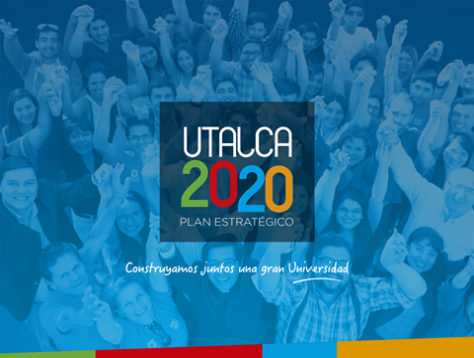 UTALCA
2020
PLAN ESTRATÉGICO
Construyamos juntos una gran Universidad